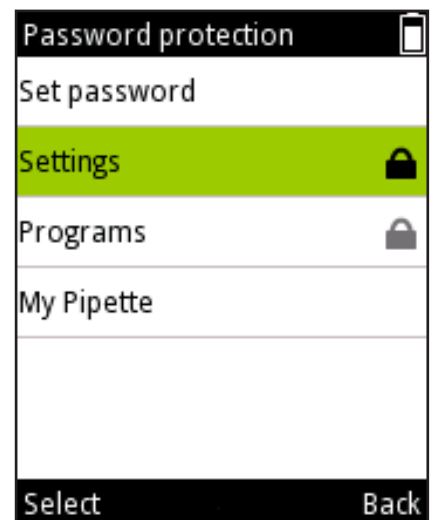 Password protection
Set password
Settings
Programs
My Pipette
Select Back